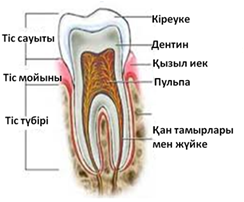 Тіс сауыты
Тіс мойыны
Тіс түбірі
Кіреуке
Дентин
Қызыл иек
Пульпа
Қан тамырлары
мен жүйке